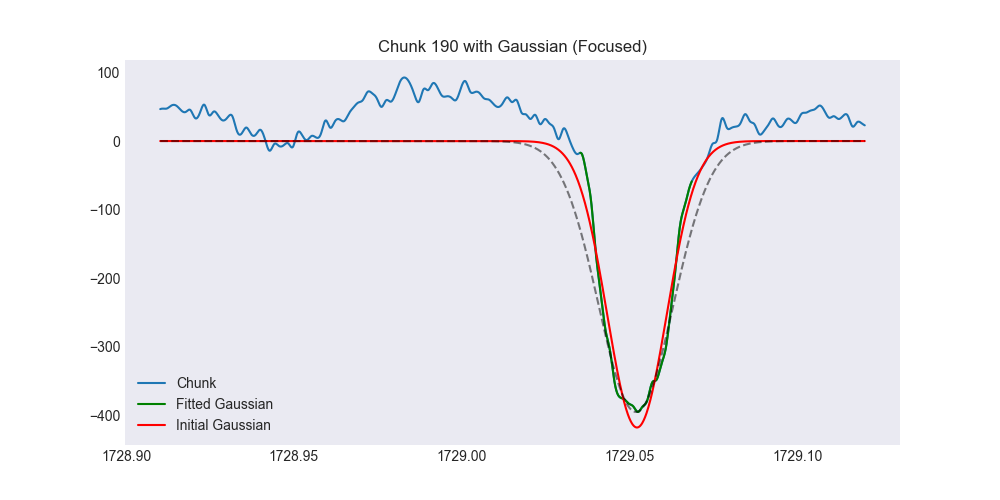 Chunk 190 with Gaussian (Focused)
100
0
−100
−200
−300
−400
Chunk
Fitted Gaussian
Initial Gaussian
1728.90 1728.95 1729.00 1729.05 1729.10